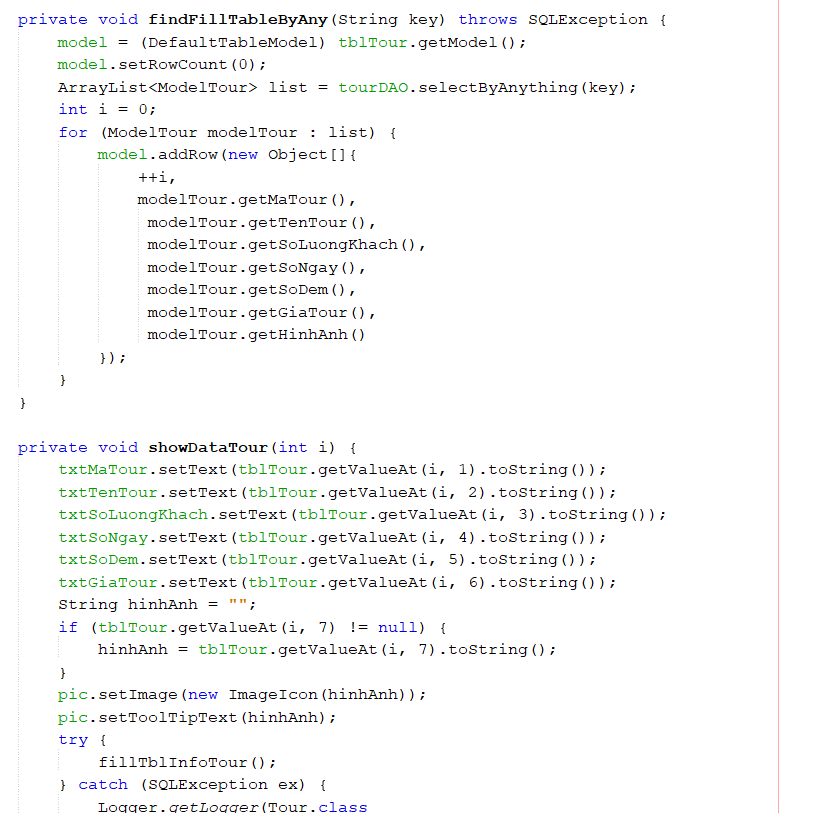 private void findFillTableByAny(String key) throws SQLException {
    model = (DefaultTableModel) tblTour.getModel();
    model.setRowCount(0);
    ArrayList<ModelTour> list = tourDAO.selectByAnything(key);
    int i = 0;
    for (ModelTour modelTour : list) {
        model.addRow(new Object[]{
            ++i,
            modelTour.getMaTour(),
             modelTour.getTenTour(),
             modelTour.getSoLuongKhach(),
             modelTour.getSoNgay(),
             modelTour.getSoDem(),
             modelTour.getGiaTour(),
             modelTour.getHinhAnh()
        });
    }
}

private void showDataTour(int i) {
    txtMaTour.setText(tblTour.getValueAt(i, 1).toString());
    txtTenTour.setText(tblTour.getValueAt(i, 2).toString());
    txtSoLuongKhach.setText(tblTour.getValueAt(i, 3).toString());
    txtSoNgay.setText(tblTour.getValueAt(i, 4).toString());
    txtSoDem.setText(tblTour.getValueAt(i, 5).toString());
    txtGiaTour.setText(tblTour.getValueAt(i, 6).toString());
    String hinhAnh = "";
    if (tblTour.getValueAt(i, 7) != null) {
        hinhAnh = tblTour.getValueAt(i, 7).toString();
    }
    pic.setImage(new ImageIcon(hinhAnh));
    pic.setToolTipText(hinhAnh);
    try {
        fillTblInfoTour();
    } catch (SQLException ex) {
        Logger.getLogger(Tour.class